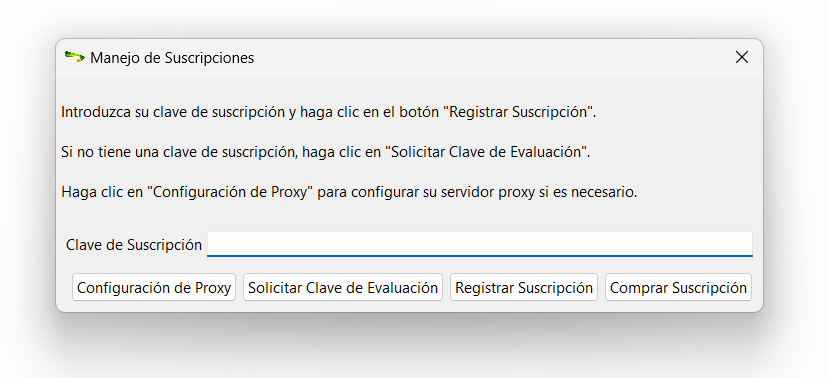 Manejo de Suscripciones
Introduzca su clave de suscripción y haga clic en el botón "Registrar Suscripción".
Si no tiene una clave de suscripción, haga clic en "Solicitar Clave de Evaluación".
Haga clic en "Configuración de Proxy" para configurar su servidor proxy si es necesario.
Clave de Suscripción
Configuración de Proxy Solicitar Clave de Evaluación Registrar Suscripción Comprar Suscripción